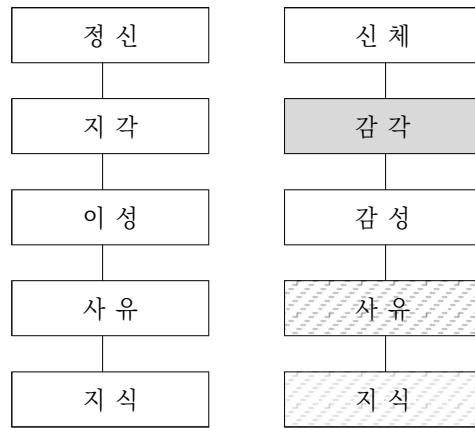 정 신
신 체
지 각
감 각
이 성
감 성
사 유
사 유
지 식
지 식